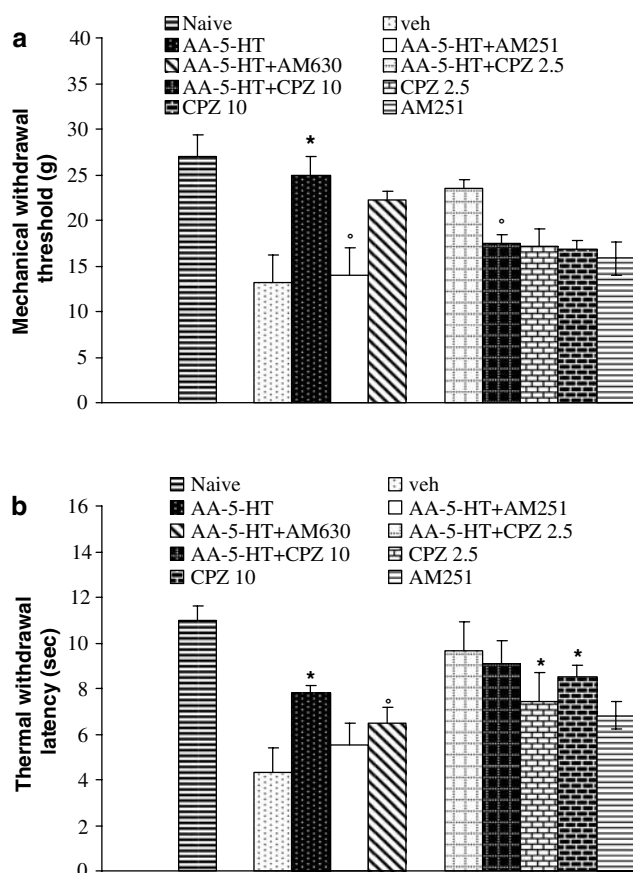 a
Naive veh
AA-5-HT AA-5-HT+AM251
AA-5-HT+AM630 AA-5-HT+CPZ 2.5
AA-5-HT+CPZ 10 CPZ 2.5
CPZ 10 AM251
Mechanical withdrawal
threshold (g)
40
35
30
25
20
15
10
5
0
*
°
°
b
Naive veh
AA-5-HT AA-5-HT+AM251
AA-5-HT+AM630 AA-5-HT+CPZ 2.5
AA-5-HT+CPZ 10 CPZ 2.5
CPZ 10 AM251
Thermal withdrawal
latency (sec)
16
14
12
10
8
6
4
2
0
*
°
*
*